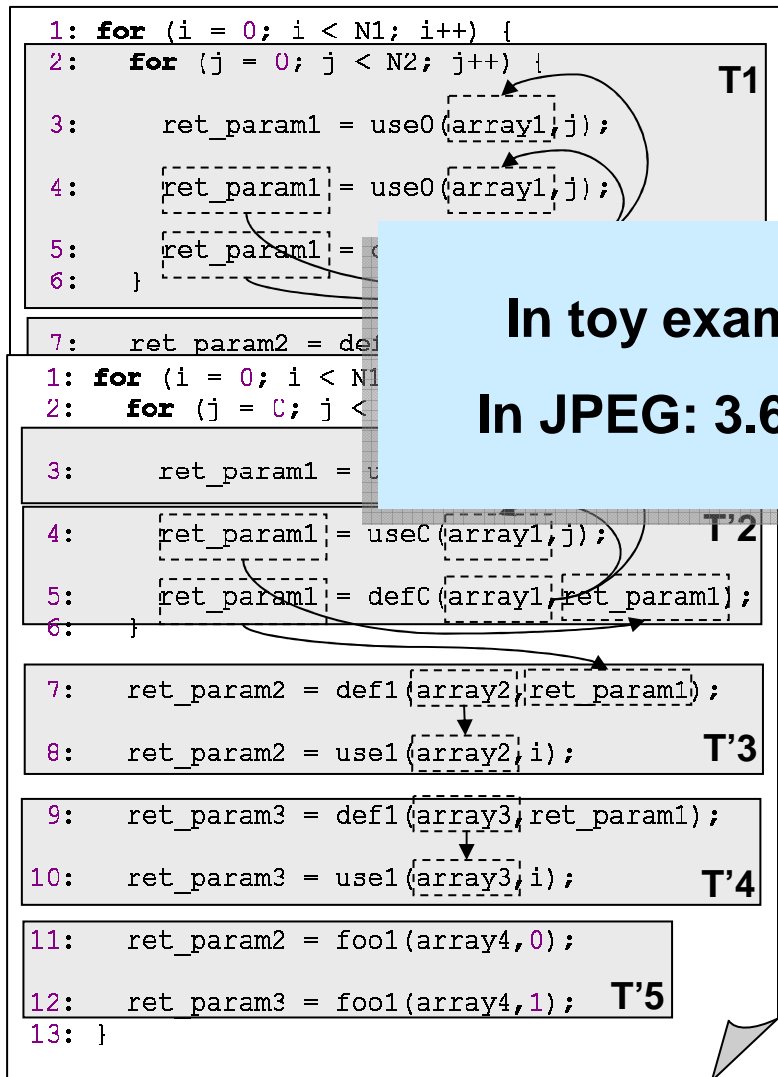 1: for (i = 0; i < N1; i++) {
2: for (j = 0; j < N2; j++) {
T1
3: ret_param1 = use0(array1,j);
4: ret_param1 = use0(array1,j);
5: ret_param1 =
6: }
7: ret_param2 =
In toy
In JPEG:
1: for (i = 0; i < N1
2: for (j = 0; j <
3: ret_param1 =
4: ret_param1 = use0(array1,j);
T'2
5: ret_param1 = def0(array1,ret_param1);
6: }
7: ret_param2 = def1(array2,ret_param1);
8: ret_param2 = use1(array2,i);
T'3
9: ret_param3 = def1(array3,ret_param1);
10: ret_param3 = use1(array3,i);
T'4
11: ret_param2 = foo1(array4,0);
12: ret_param3 = foo1(array4,1);
T'5
13: }